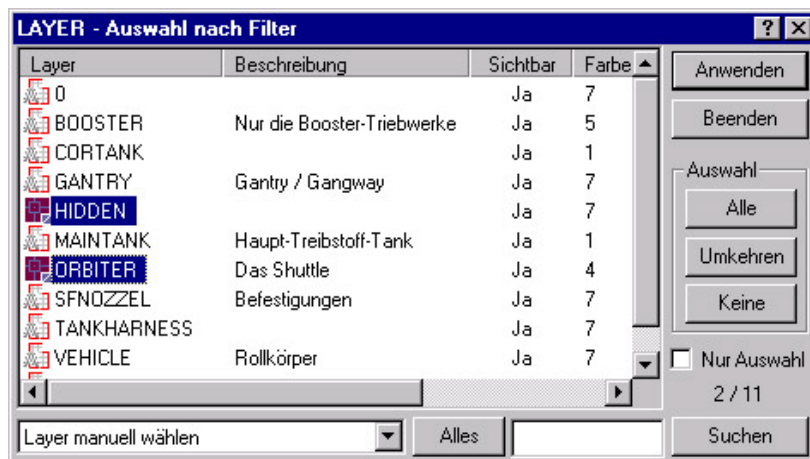 LAYER - Auswahl nach Filter
Layer Beschreibung Sichtbar Farbe
0 Ja 7
BOOSTER Nur die Booster-Triebwerke Ja 5
CORTANK Ja 1
GANTRY Gantry / Gangway Ja 7
HIDDEN Ja 7
MAINTANK Haupt-Treibstoff-Tank Ja 1
ORBITER Das Shuttle Ja 4
SFNOZZEL Befestigungen Ja 7
TANKHARNESS Ja 7
VEHICLE Rollkörper Ja 7
Anwenden
Beenden
Auswahl
Alle
Umkehren
Keine
Nur Auswahl
2 / 11
Layer manuell wählen Alles Suchen